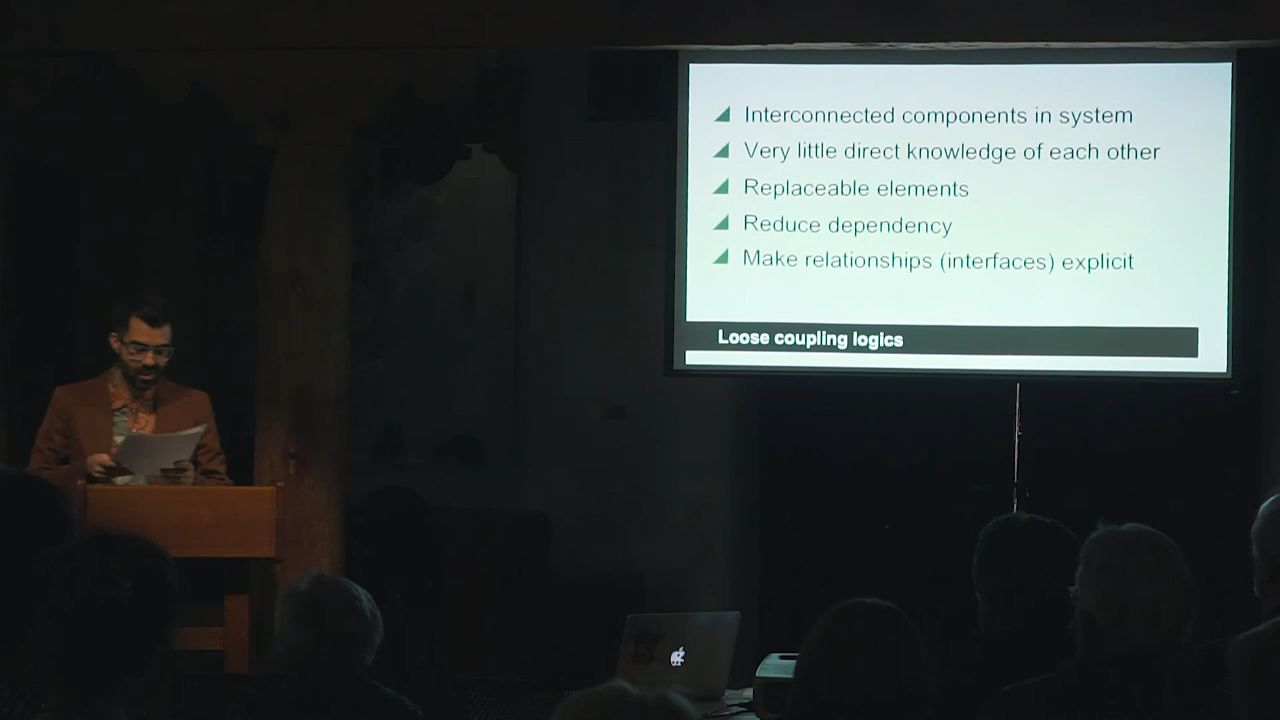 Interconnected components in system
Very little direct knowledge of each other
Replaceable elements
Reduce dependency
Make relationships (interfaces) explicit
Loose coupling logics